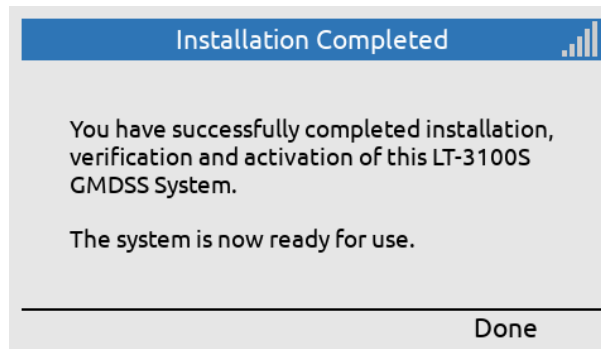 Installation Completed
You have successfully completed installation,
verification and activation of this LT-3100S
GMDSS System.
The system is now ready for use.
Done